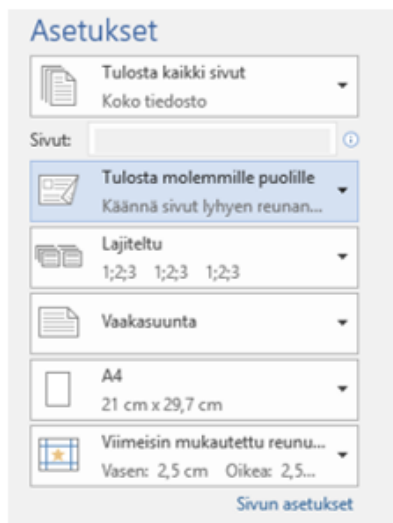 Asetukset
Tulosta kaikki sivut
Koko tiedosto
Sivut:
Tulosta molemmille puolille
Käännä sivut lyhyen reunan...
Lajiteltu
1;2;3 1;2;3 1;2;3
Vaakasuunta
A4
21 cm x 29,7 cm
Viimeisin mukautettu reunu...
Vasen: 2,5 cm Oikea: 2,5...
Sivun asetukset